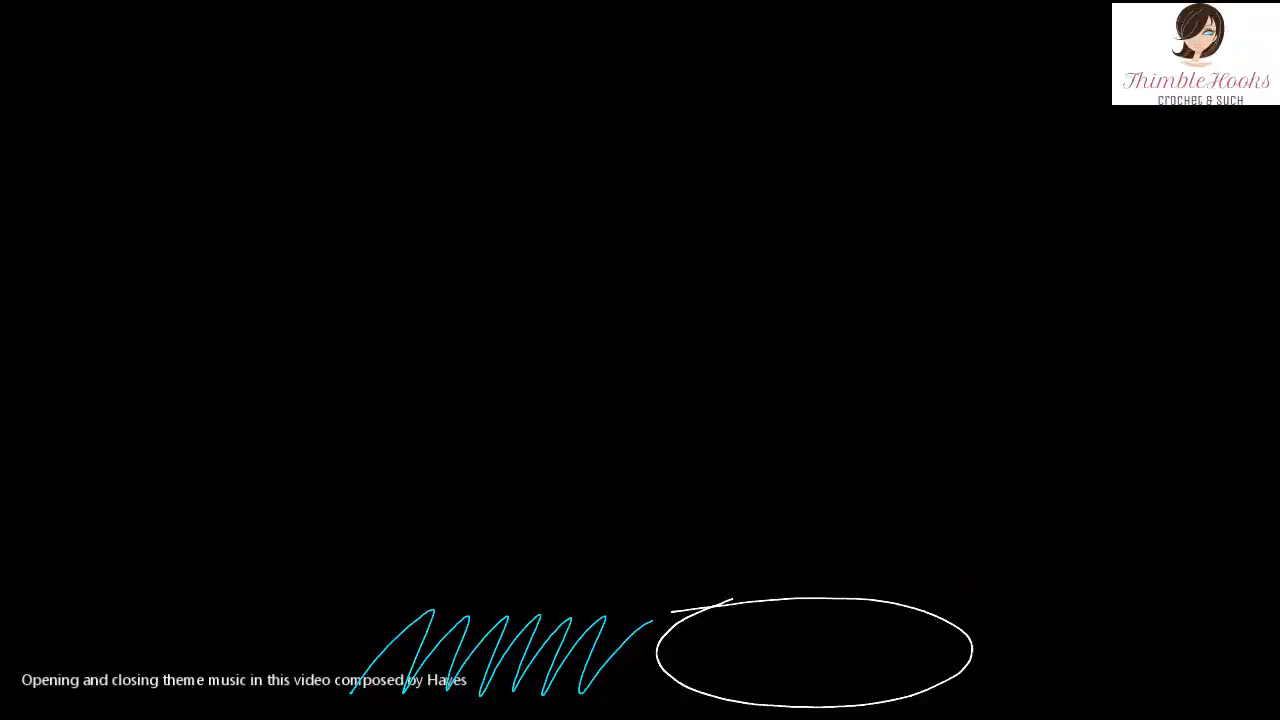 ThimbleHooks
crochet & such
Opening and closing theme music in this video composed by Hayes